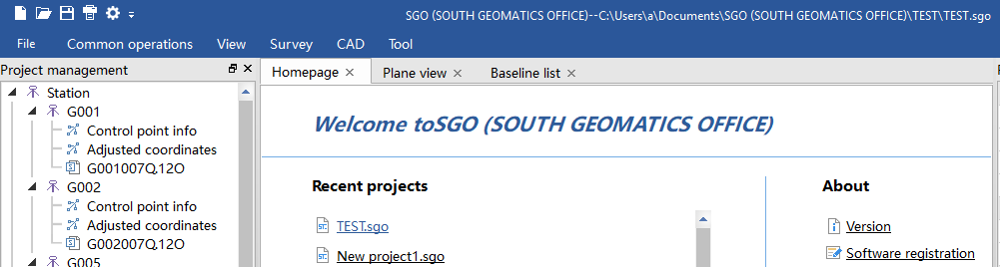 SGO (SOUTH GEOMATICS OFFICE)--C:\Users\a\Documents\SGO (SOUTH GEOMATICS OFFICE)\TEST\TEST.sgo
File Common operations View Survey CAD Tool
Project management
Homepage Plane view Baseline list
Station
G001
Control point info
Adjusted coordinates
G001007Q.12O
G002
Control point info
Adjusted coordinates
G002007Q.12O
G005
Welcome toSGO (SOUTH GEOMATICS OFFICE)
Recent projects
TEST.sgo
New project1.sgo
About
Version
Software registration